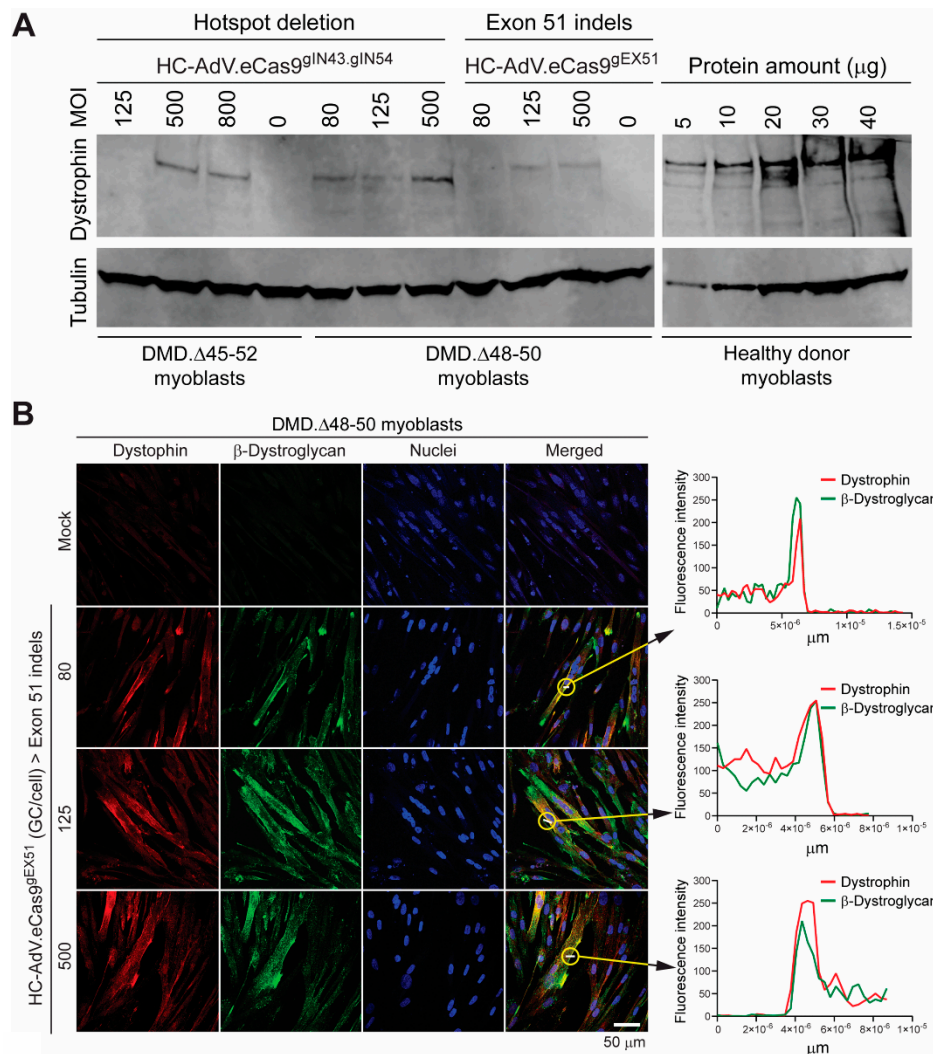 A
Hotspot deletion
Exon 51 indels
HC-AdV.eCas9gIN43.gIN54
HC-AdV.eCas9gEX51
Protein amount (μg)
MOI
125 500 800 0 80 125 500 80 125 500 0 5 10 20 30 40
Dystrophin
Tubulin
DMD.Δ45-52
myoblasts
DMD.Δ48-50
myoblasts
Healthy donor
myoblasts
B
DMD.Δ48-50 myoblasts
Dystophin β-Dystroglycan Nuclei Merged
Mock
80
125
500
HC-AdV.eCas9gEX51 (GC/cell) > Exon 51 indels
50 μm
Fluorescence intensity
300
250
200
150
100
50
0
Dystrophin
β-Dystroglycan
0 5×10-6 1×10-5 1.5×10-5
μm
Fluorescence intensity
300
250
200
150
100
50
0
Dystrophin
β-Dystroglycan
0 2×10-6 4×10-6 6×10-6 8×10-6 1×10-5
μm
Fluorescence intensity
300
250
200
150
100
50
0
Dystrophin
β-Dystroglycan
0 2×10-6 4×10-6 6×10-6 8×10-6 1×10-5
μm